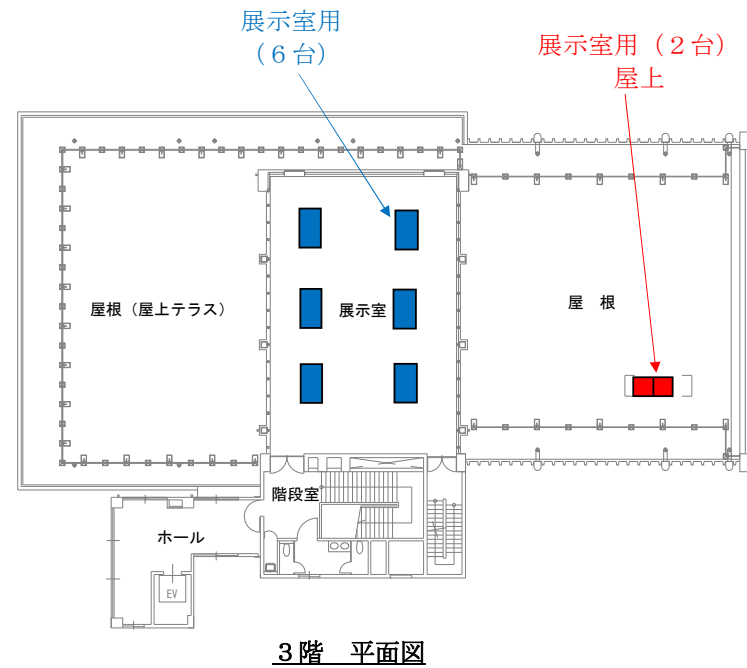 展示室用
（６台）
展示室用（２台）
屋上
屋根（屋上テラス）
展示室
屋　根
階段室
ホール
EV
３階　平面図